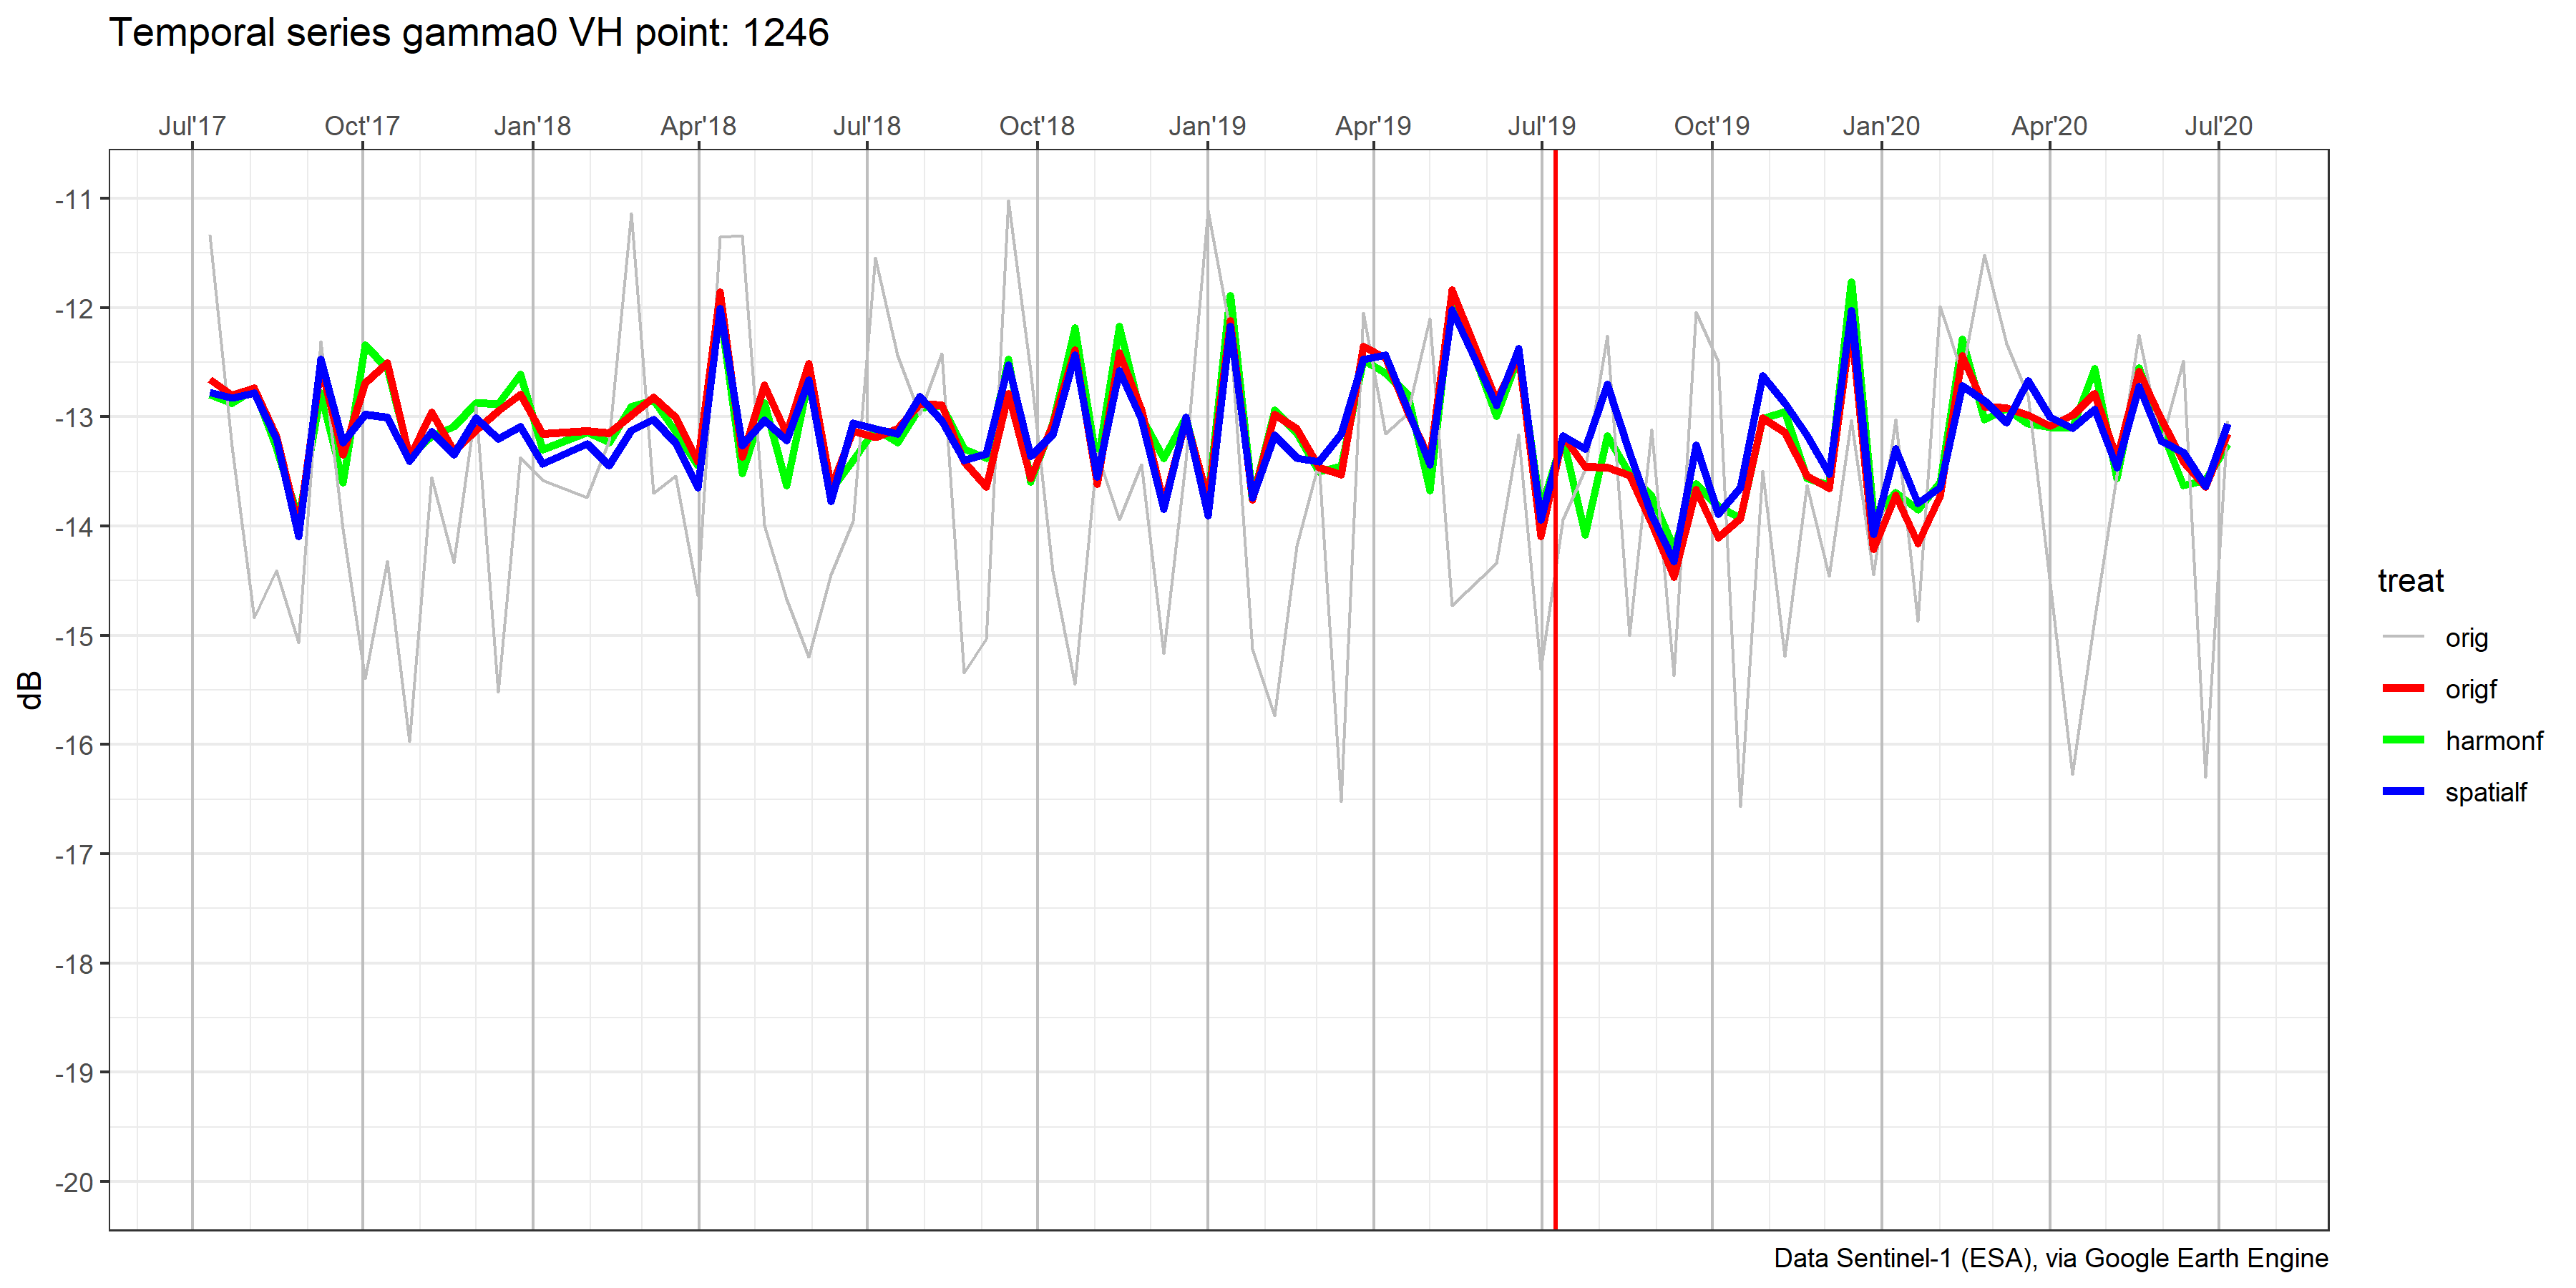 Temporal series gamma0 VH point: 1246
Jul'17 Oct'17 Jan'18 Apr'18 Jul'18 Oct'18 Jan'19 Apr'19 Jul'19 Oct'19 Jan'20 Apr'20 Jul'20
-11
-12
-13
-14
-15
-16
-17
-18
-19
-20
dB
treat
orig
origf
harmonf
spatialf
Data Sentinel-1 (ESA), via Google Earth Engine